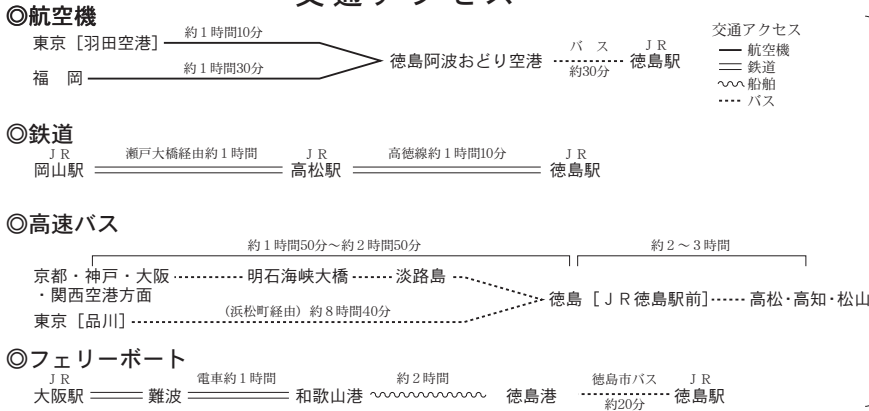 交通アクセス
◎航空機
東京［羽田空港］ 約1時間10分
福　岡 約1時間30分
徳島阿波おどり空港 バ　ス 約30分 ＪＲ 徳島駅
交通アクセス
航空機
鉄道
船舶
バス
◎鉄道
ＪＲ 瀬戸大橋経由約1時間 ＪＲ 高徳線約1時間10分 ＪＲ
岡山駅 高松駅 徳島駅
◎高速バス
約1時間50分～約2時間50分 約2～3時間
京都・神戸・大阪 明石海峡大橋 淡路島
・関西空港方面
徳島［ＪＲ徳島駅前］ 高松・高知・松山
東京［品川］ （浜松町経由）約8時間40分
◎フェリーボート
ＪＲ 電車約1時間 約2時間 徳島市バス ＪＲ
大阪駅 難波 和歌山港 徳島港 約20分 徳島駅